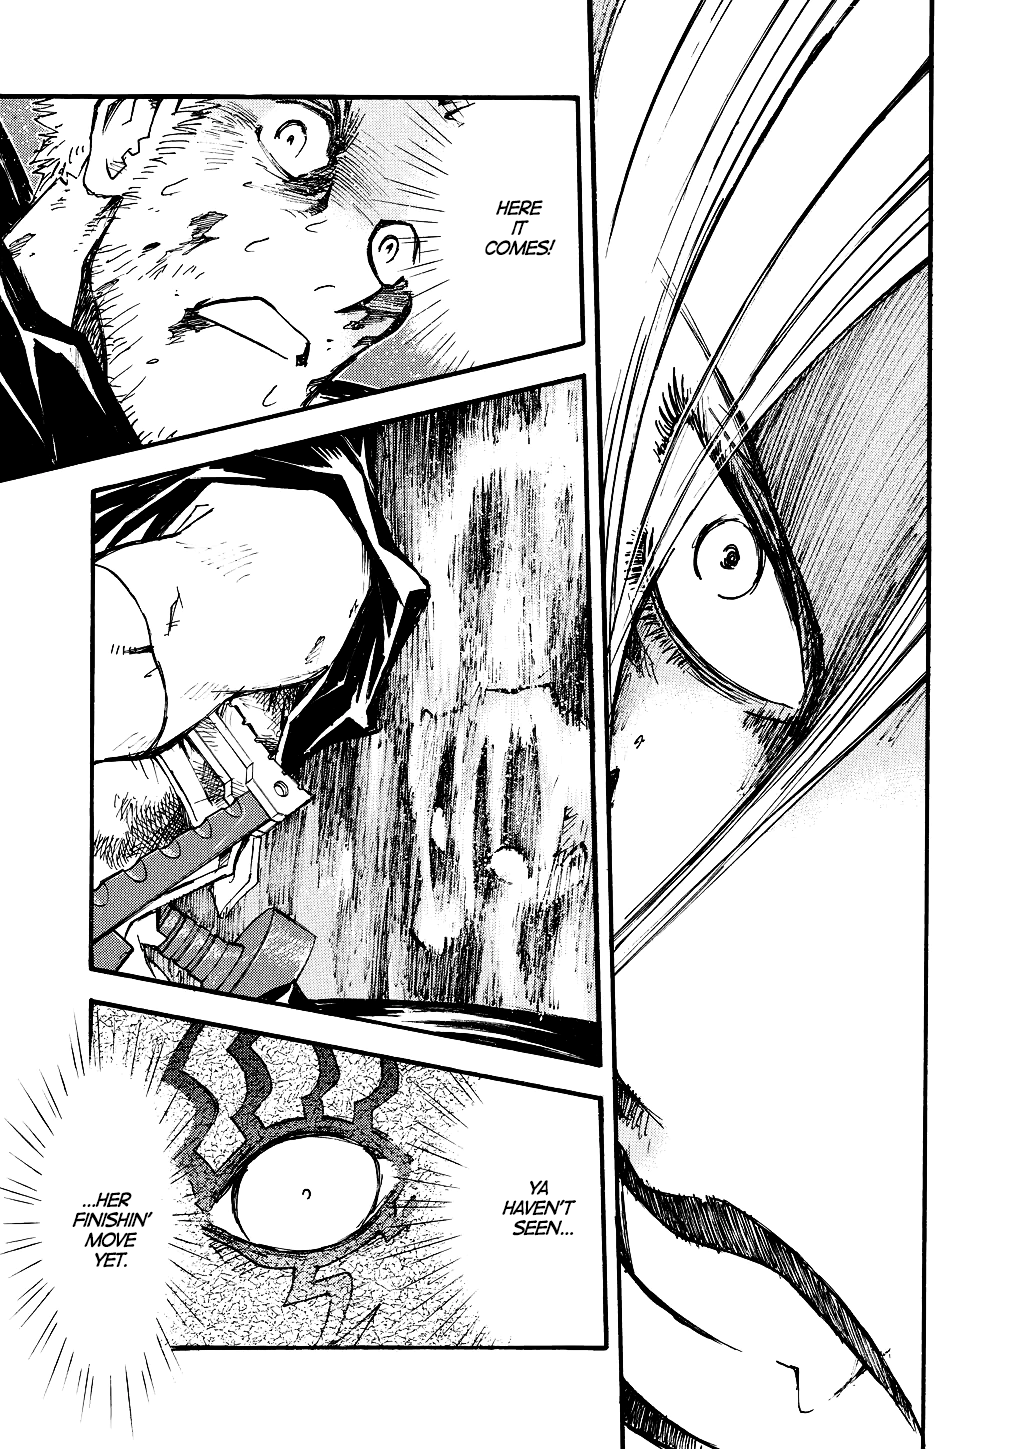 HERE
IT
COMES!
YA
HAVEN'T
SEEN...
...HER
FINISHIN'
MOVE
YET.